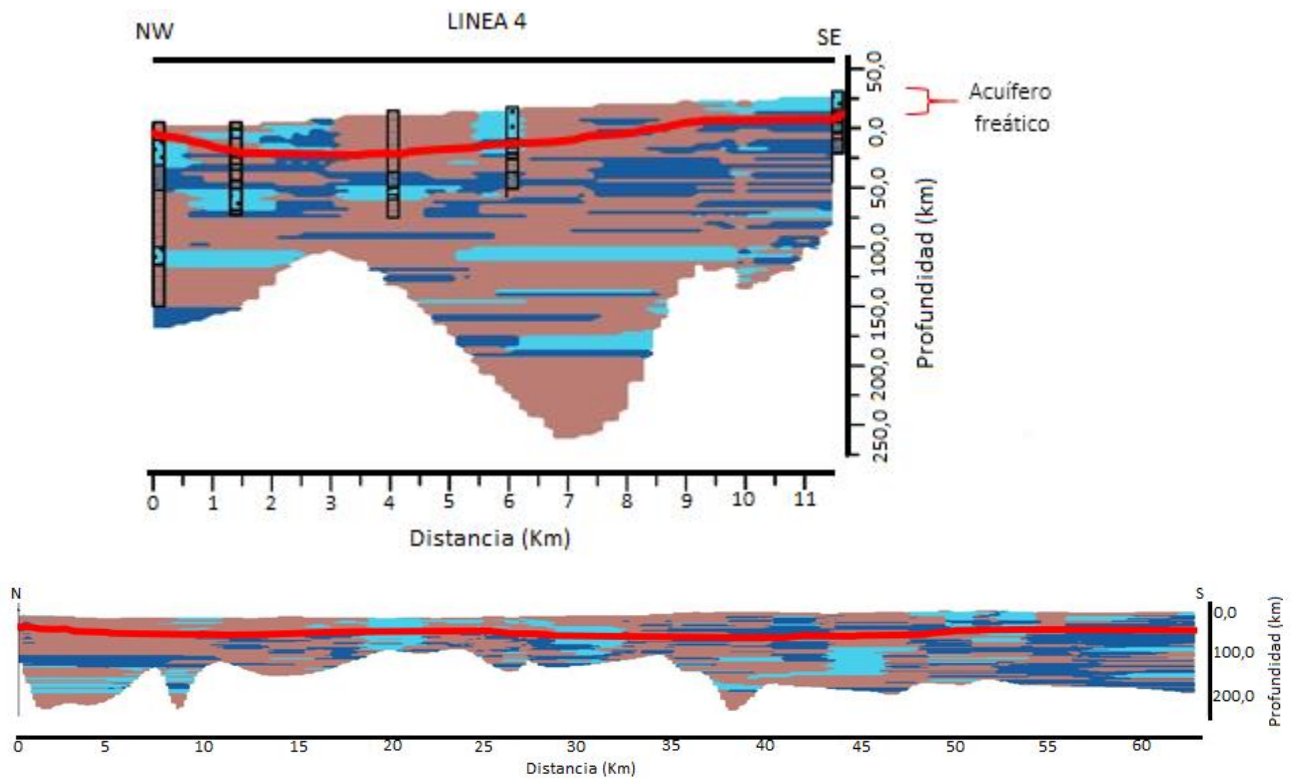 LINEA 4
NW
SE
50,0
0,0
50,0
100,0
150,0
200,0
250,0
Profundidad (km)
Acuífero
freático
0 1 2 3 4 5 6 7 8 9 10 11
Distancia (Km)
N
S
0,0
100,0
200,0
Profundidad (km)
0 5 10 15 20 25 30 35 40 45 50 55 60
Distancia (Km)